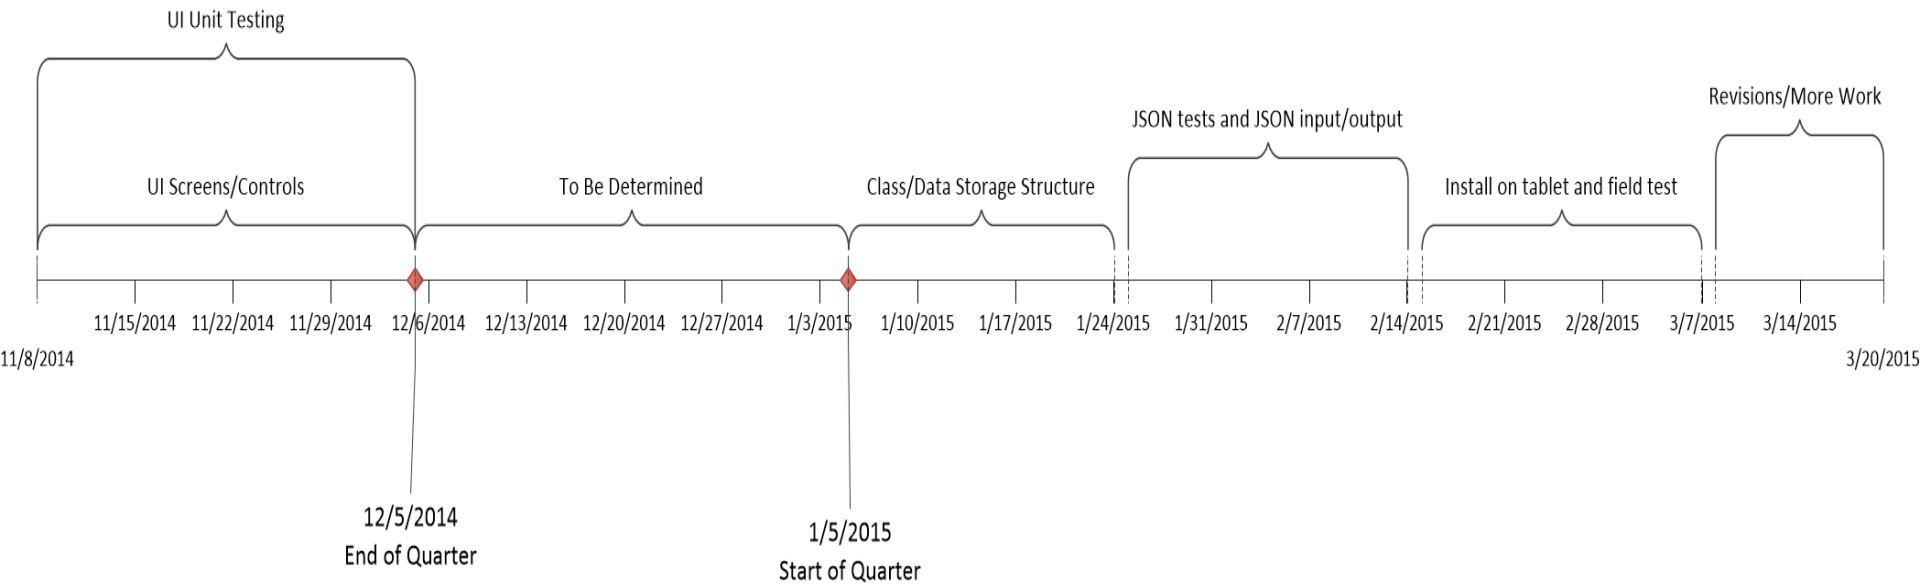 UI Unit Testing
Revisions/More Work
JSON tests and JSON input/output
UI Screens/Controls
To Be Determined
Class/Data Storage Structure
Install on tablet and field test
11/15/2014 11/22/2014 11/29/2014 12/6/2014 12/13/2014 12/20/2014 12/27/2014 1/3/2015 1/10/2015 1/17/2015 1/24/2015 1/31/2015 2/7/2015 2/14/2015 2/21/2015 2/28/2015 3/7/2015 3/14/2015
11/8/2014
3/20/2015
12/5/2014
End of Quarter
1/5/2015
Start of Quarter